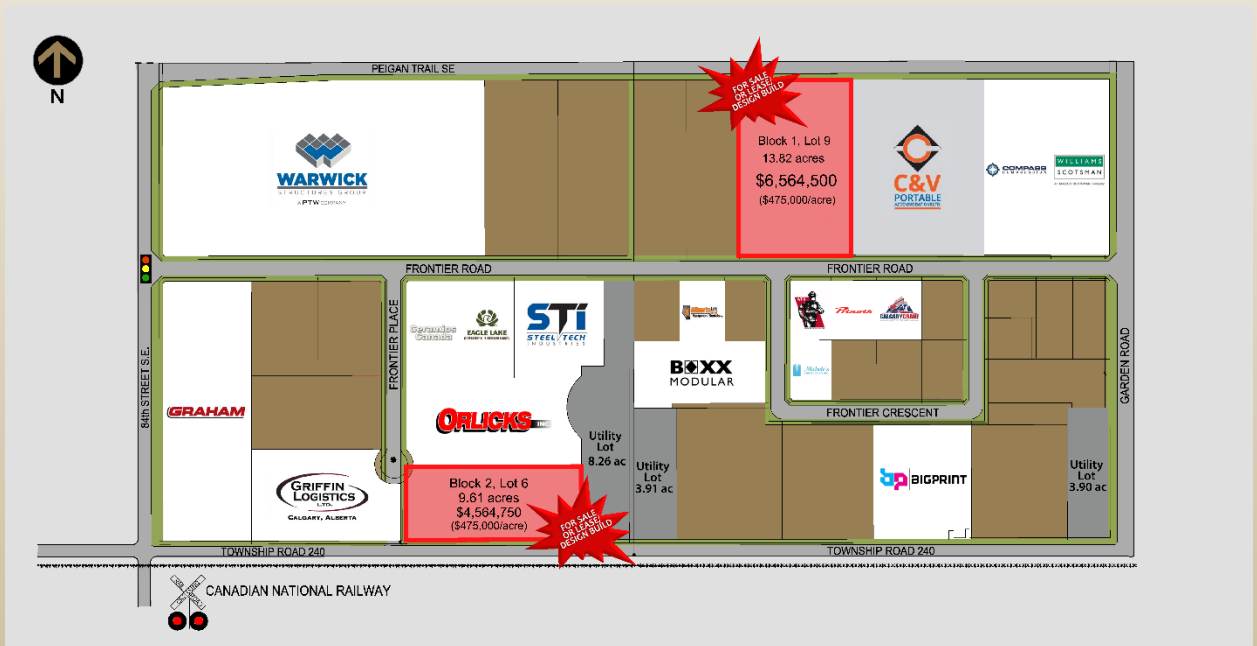 N
PEIGAN TRAIL SE
FOR SALE
OR LEASE/
DESIGN BUILD
Block 1, Lot 9
13.82 acres
$6,564,500
($475,000/acre)
WARWICK
STRUCTURES GROUP
A PTW COMPANY
C&V
PORTABLE
COMPASS
WILLIAMS
SCOTSMAN
FRONTIER ROAD
FRONTIER ROAD
84th STREET S.E.
FRONTIER PLACE
GARDEN ROAD
Ceramics
Canada
EAGLE LAKE
STI
STEEL/TECH
INDUSTRIES
BOXX
MODULAR
GRAHAM
ORLICKS INC
FRONTIER CRESCENT
Utility
Lot
8.26 ac
Utility
Lot
3.91 ac
Utility
Lot
3.90 ac
BIGPRINT
GRIFFIN
LOGISTICS
LTD.
CALGARY, ALBERTA
Block 2, Lot 6
9.61 acres
$4,564,750
($475,000/acre)
FOR SALE
OR LEASE/
DESIGN BUILD
TOWNSHIP ROAD 240
TOWNSHIP ROAD 240
CANADIAN NATIONAL RAILWAY